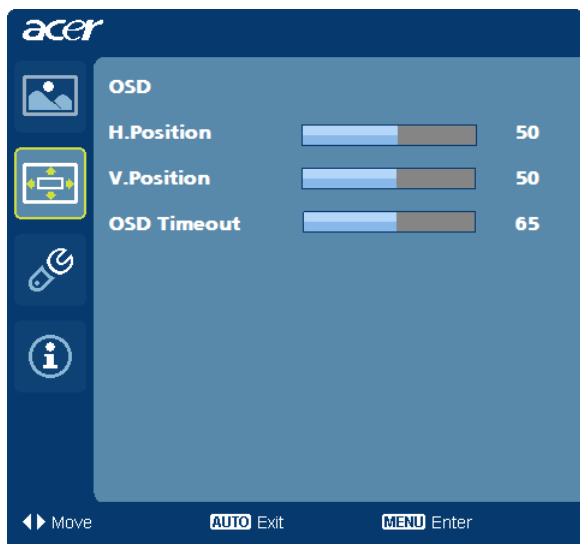 acer
OSD
H.Position 50
V.Position 50
OSD Timeout 65
Move AUTO Exit MENU Enter